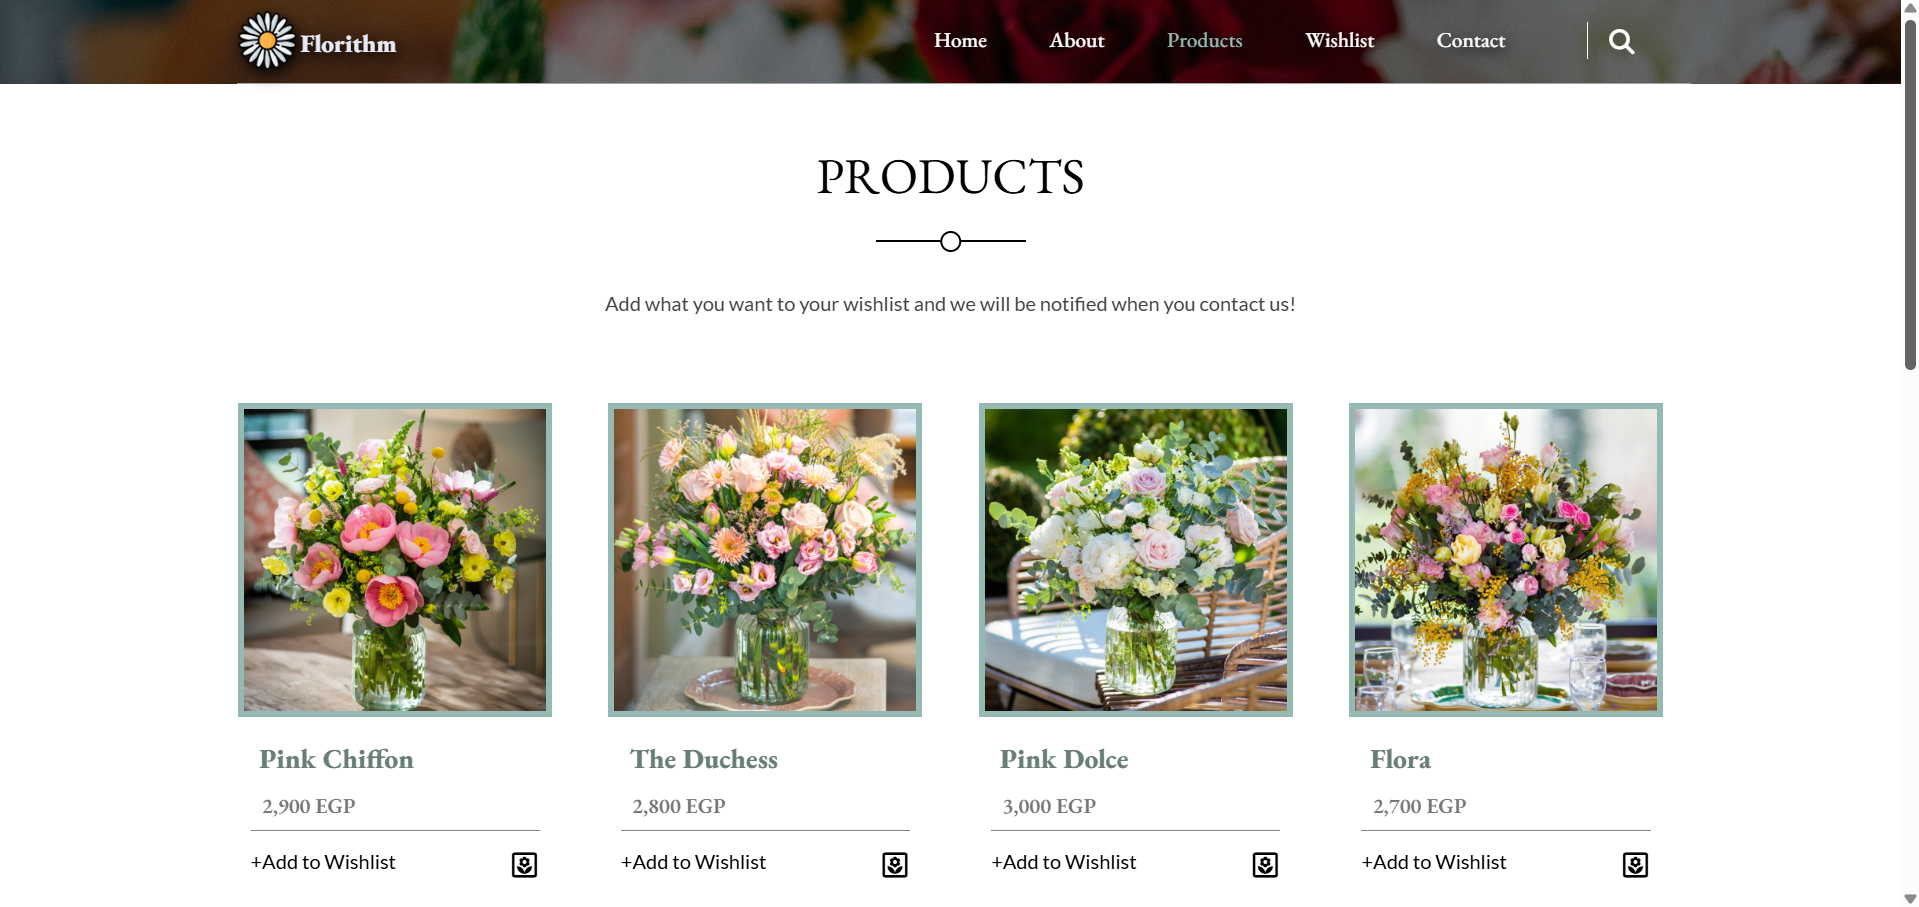 Florithm
Home About Products Wishlist Contact
PRODUCTS
Add what you want to your wishlist and we will be notified when you contact us!
Pink Chiffon
2,900 EGP
+Add to Wishlist
The Duchess
2,800 EGP
+Add to Wishlist
Pink Dolce
3,000 EGP
+Add to Wishlist
Flora
2,700 EGP
+Add to Wishlist